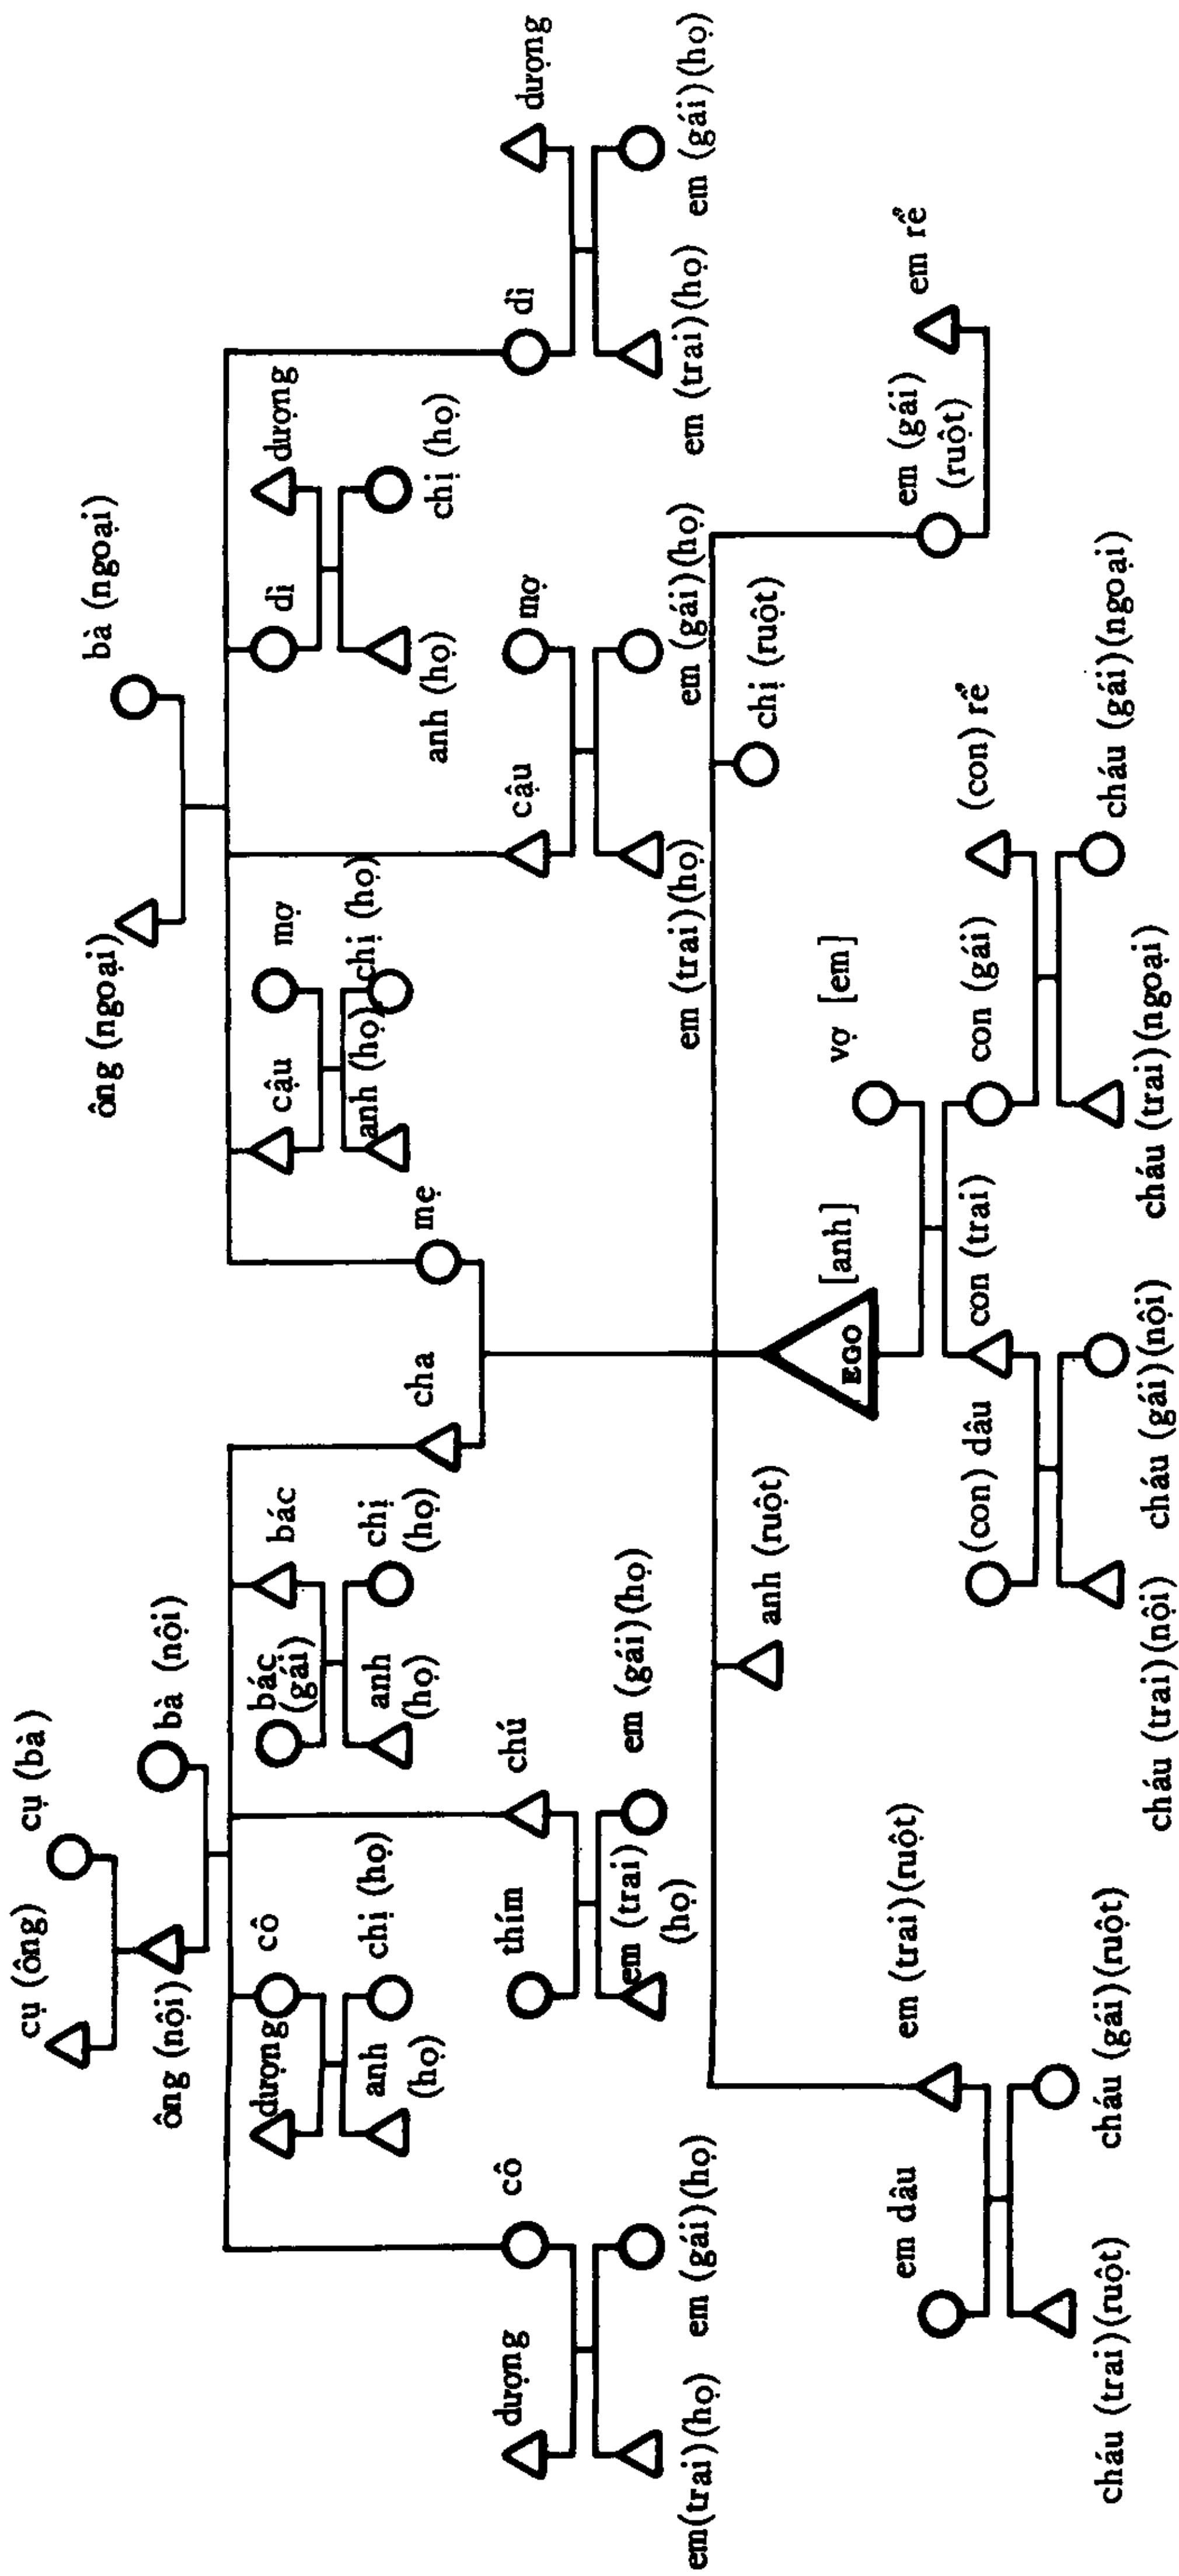 cụ (ông)
cụ (bà)
ông (nội)
bà (nội)
ông (ngoại)
bà (ngoại)
dượng
cô
anh
(họ)
chị (họ)
bác
(gái)
bác
anh
(họ)
chị
(họ)
cha
mẹ
cậu
mợ
anh (họ)
chị (họ)
dì
dượng
anh (họ)
chị (họ)
dượng
cô
em(trai)(họ)
em (gái)(họ)
thím
chú
em (trai)
(họ)
em (gái)(họ)
cậu
mợ
em (trai)(họ)
em (gái)(họ)
dì
dượng
em (trai)(họ)
em (gái)(họ)
anh (ruột)
EGO
[anh]
vợ [em]
chị (ruột)
em dâu
em (trai)(ruột)
cháu (trai)(ruột)
cháu (gái)(ruột)
(con) dâu
con (trai)
con (gái)
(con) rể
em (gái)
(ruột)
em rể
cháu (trai)(nội)
cháu (gái)(nội)
cháu (trai)(ngoại)
cháu (gái)(ngoại)